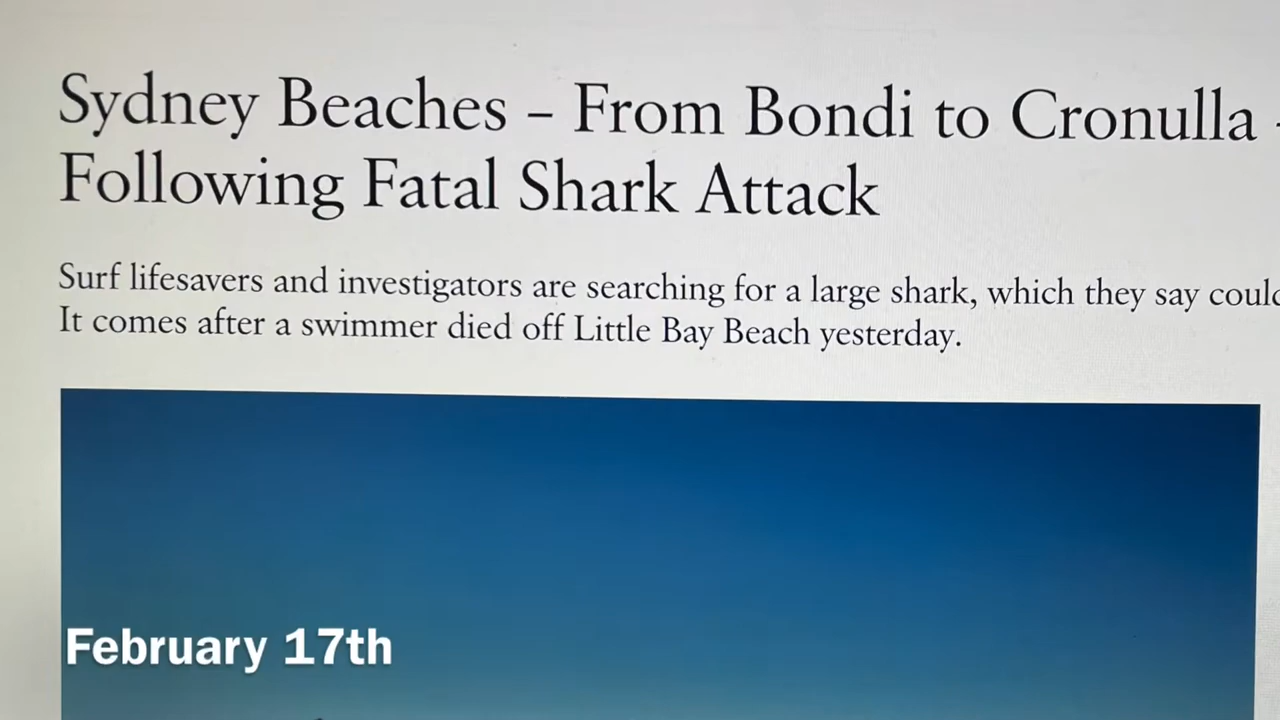 Sydney Beaches – From Bondi to Cronulla -
Following Fatal Shark Attack
Surf lifesavers and investigators are searching for a large shark, which they say
It comes after a swimmer died off Little Bay Beach yesterday.
February 17th